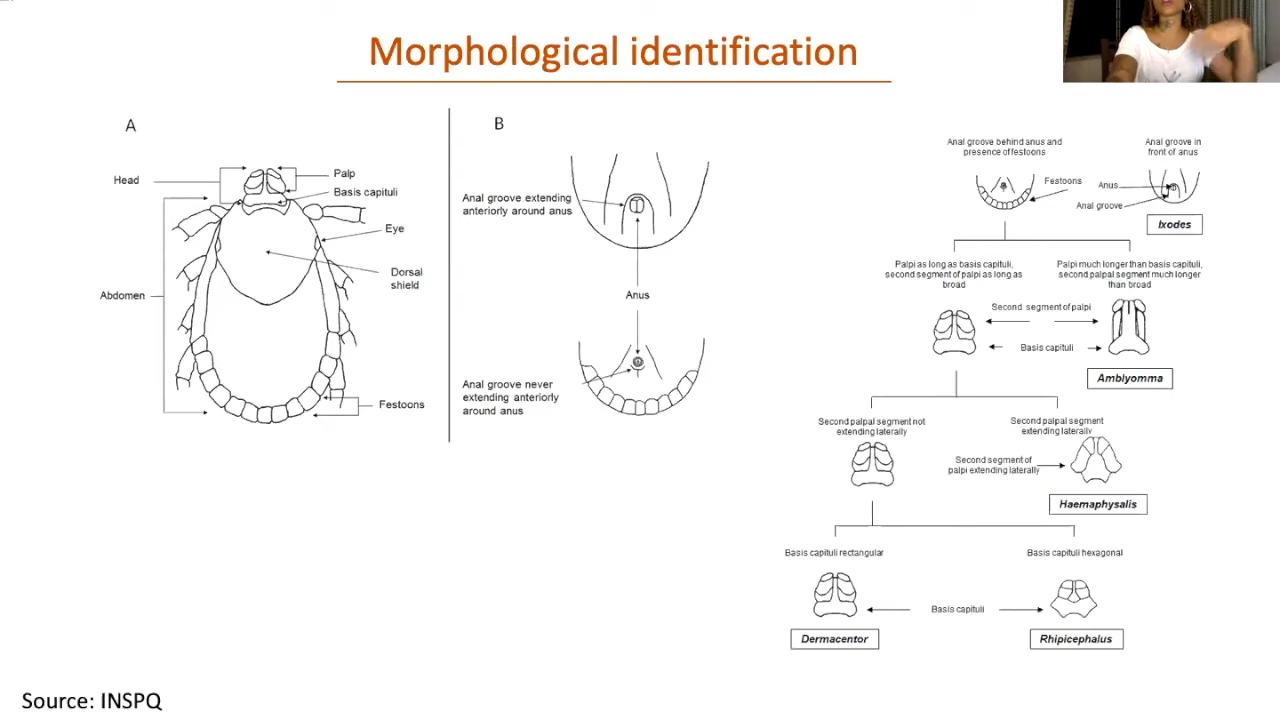 Morphological identification
A
Head
Palp
Basis capituli
Eye
Dorsal
shield
Abdomen
Festoons
B
Anal groove extending
anteriorly around anus
Anus
Anal groove never
extending anteriorly
around anus
Anal groove behind anus and
presence of festoons
Anal groove in
front of anus
Festoons
Anus
Anal groove
Ixodes
Palpi as long as basis capituli,
second segment of palpi as long as
broad
Palpi much longer than basis capituli,
second palpal segment much longer
than broad
Second segment of palpi
Basis capituli
Amblyomma
Second palpal segment not
extending laterally
Second palpal segment
extending laterally
Second segment of
palpi extending laterally
Haemaphysalis
Basis capituli rectangular
Basis capituli hexagonal
Basis capituli
Dermacentor
Rhipicephalus
Source: INSPQ